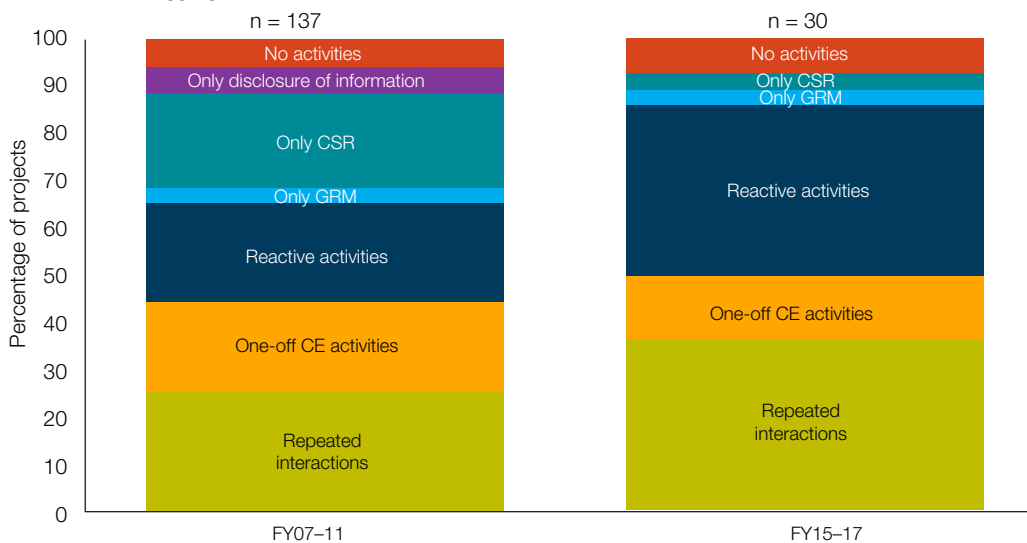 n = 137
n = 30
Percentage of projects
100
90
80
70
60
50
40
30
20
10
0
No activities
Only disclosure of information
Only CSR
Only GRM
Reactive activities
One-off CE activities
Repeated
interactions
No activities
Only CSR
Only GRM
Reactive activities
One-off CE activities
Repeated
interactions
FY07–11
FY15–17